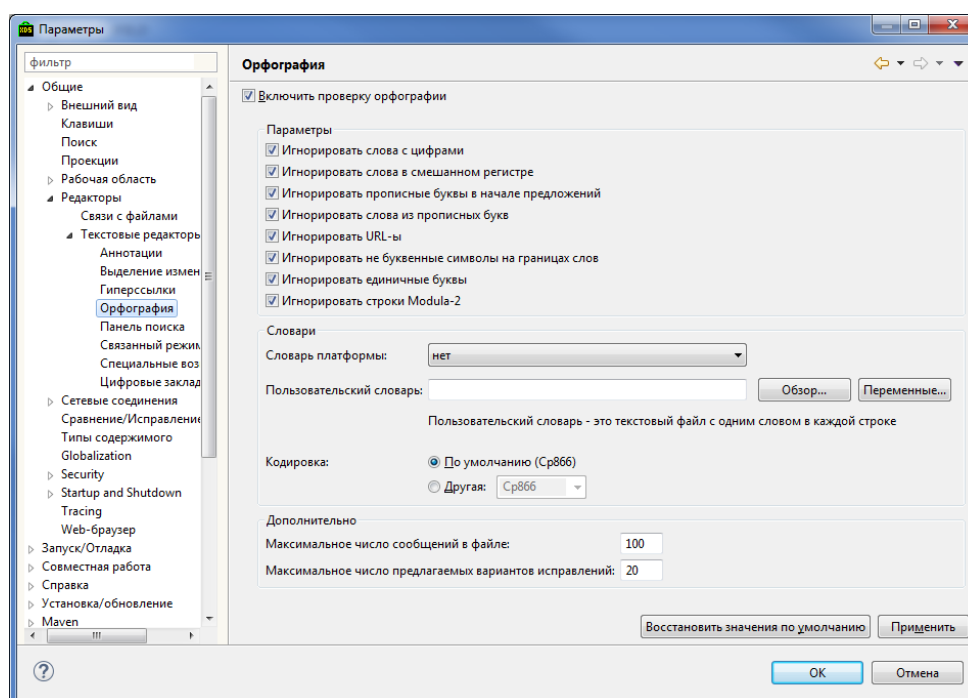 XDS Параметры
фильтр
Общие
Внешний вид
Клавиши
Поиск
Проекции
Рабочая область
Редакторы
Связи с файлами
Текстовые редакторы
Аннотации
Выделение измен
Гиперссылки
Орфография
Панель поиска
Связанный режим
Специальные воз
Цифровые заклад
Сетевые соединения
Сравнение/Исправление
Типы содержимого
Globalization
Security
Startup and Shutdown
Tracing
Web-браузер
Запуск/Отладка
Совместная работа
Справка
Установка/обновление
Maven
Орфография
Включить проверку орфографии
Параметры
Игнорировать слова с цифрами
Игнорировать слова в смешанном регистре
Игнорировать прописные буквы в начале предложений
Игнорировать слова из прописных букв
Игнорировать URL-ы
Игнорировать не буквенные символы на границах слов
Игнорировать единичные буквы
Игнорировать строки Modula-2
Словари
Словарь платформы: нет
Пользовательский словарь: Обзор... Переменные...
Пользовательский словарь - это текстовый файл с одним словом в каждой строке
Кодировка: По умолчанию (Cp866)
Другая: Cp866
Дополнительно
Максимальное число сообщений в файле: 100
Максимальное число предлагаемых вариантов исправлений: 20
Восстановить значения по умолчанию Применить
? OK Отмена